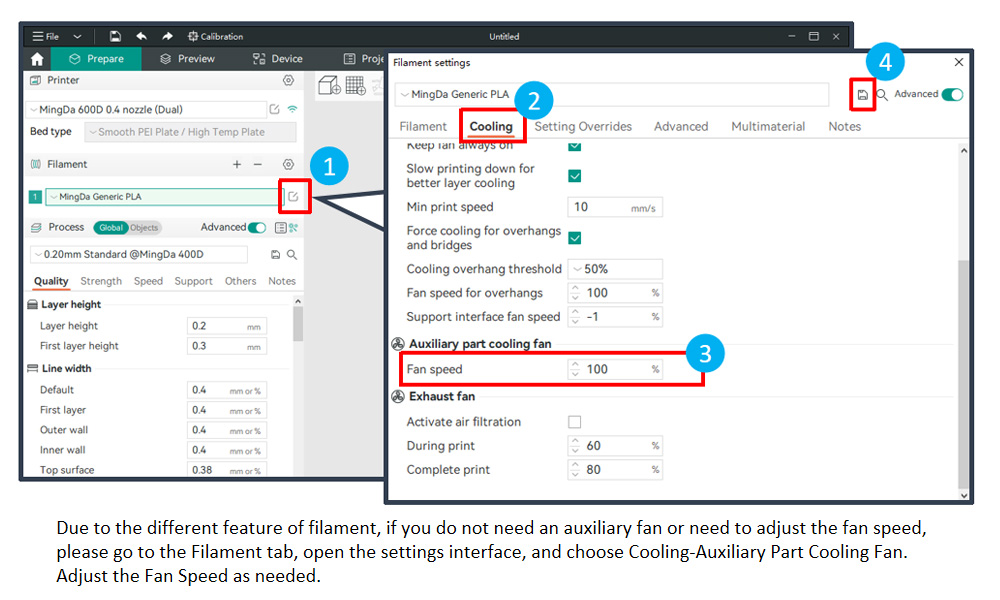 File
Calibration
Untitled
Prepare
Preview
Device
Proje
Printer
MingDa 600D 0.4 nozzle (Dual)
Bed type
Smooth PEI Plate / High Temp Plate
Filament
1
1 MingDa Generic PLA
Process Global Objects Advanced
0.20mm Standard @MingDa 400D
Quality Strength Speed Support Others Notes
Layer height
Layer height 0.2 mm
First layer height 0.3 mm
Line width
Default 0.4 mm or %
First layer 0.4 mm or %
Outer wall 0.4 mm or %
Inner wall 0.4 mm or %
Top surface 0.38 mm or %
Filament settings
4
MingDa Generic PLA
2
Advanced
Filament Cooling Setting Overrides Advanced Multimaterial Notes
Keep fan always on
Slow printing down for
better layer cooling
Min print speed 10 mm/s
Force cooling for overhangs
and bridges
Cooling overhang threshold 50%
Fan speed for overhangs 100 %
Support interface fan speed -1 %
Auxiliary part cooling fan
3
Fan speed 100 %
Exhaust fan
Activate air filtration
During print 60 %
Complete print 80 %
Due to the different feature of filament, if you do not need an auxiliary fan or need to adjust the fan speed,
please go to the Filament tab, open the settings interface, and choose Cooling-Auxiliary Part Cooling Fan.
Adjust the Fan Speed as needed.